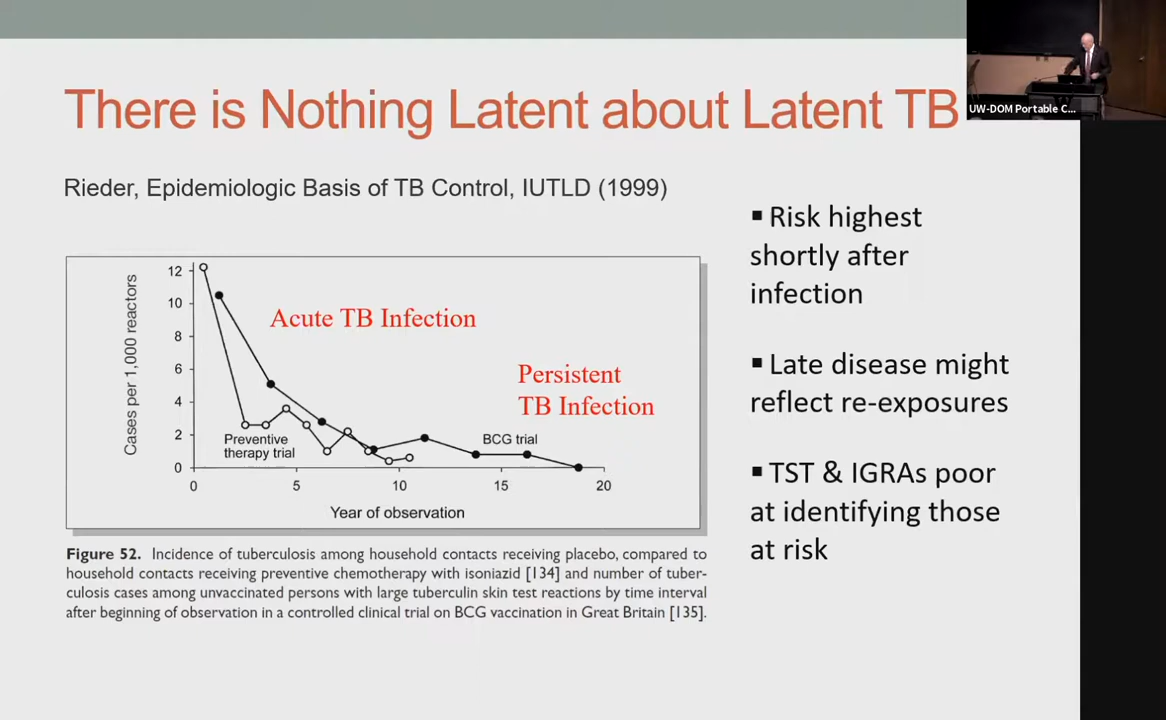 There is Nothing Latent about Latent TB
UW-DOM Portable C...
Rieder, Epidemiologic Basis of TB Control, IUTLD (1999)
Cases per 1,000 reactors
12
10
8
6
4
2
0
Acute TB Infection
Persistent
TB Infection
Preventive
therapy trial
BCG trial
0
5
10
15
20
Year of observation
Figure 52. Incidence of tuberculosis among household contacts receiving placebo, compared to
household contacts receiving preventive chemotherapy with isoniazid [134] and number of tuber-
culosis cases among unvaccinated persons with large tuberculin skin test reactions by time interval
after beginning of observation in a controlled clinical trial on BCG vaccination in Great Britain [135].
▪ Risk highest
shortly after
infection
▪ Late disease might
reflect re-exposures
▪ TST & IGRAs poor
at identifying those
at risk